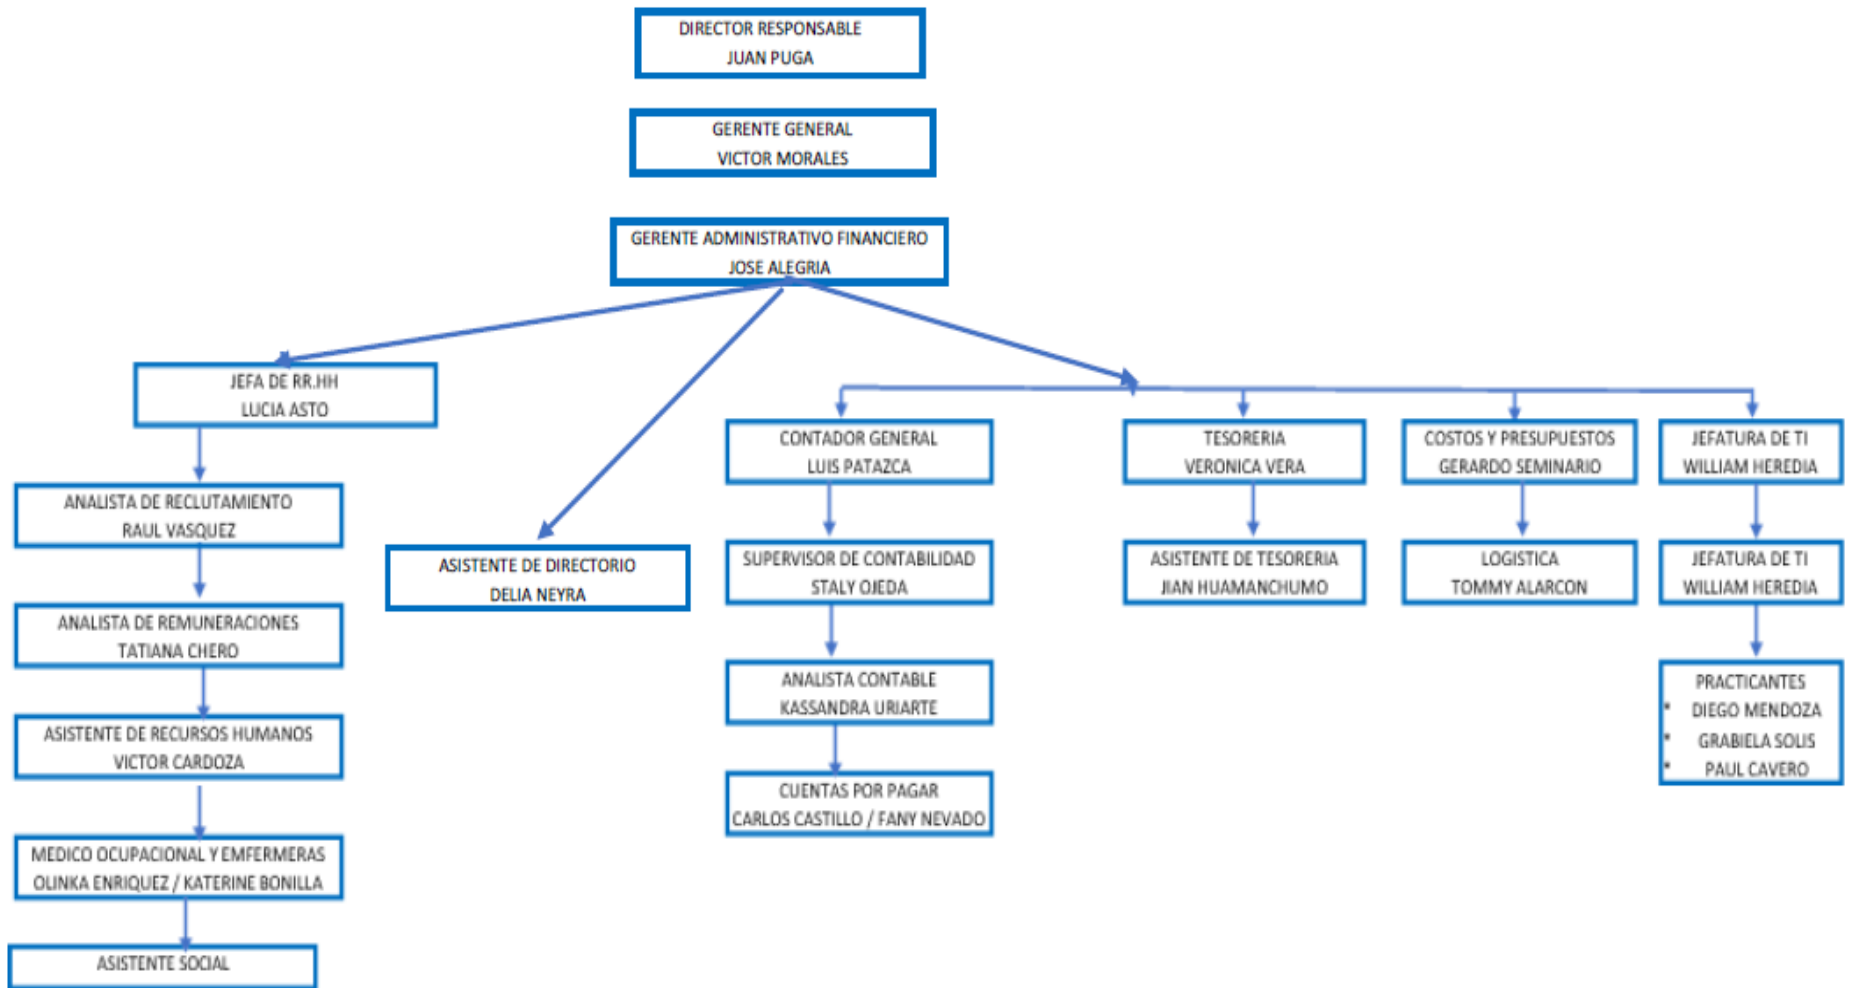 DIRECTOR RESPONSABLE
JUAN PUGA
GERENTE GENERAL
VICTOR MORALES
GERENTE ADMINISTRATIVO FINANCIERO
JOSE ALEGRIA
JEFA DE RR.HH
LUCIA ASTO
ANALISTA DE RECLUTAMIENTO
RAUL VASQUEZ
ANALISTA DE REMUNERACIONES
TATIANA CHERO
ASISTENTE DE RECURSOS HUMANOS
VICTOR CARDOZA
MEDICO OCUPACIONAL Y EMFERMERAS
OLINKA ENRIQUEZ / KATERINE BONILLA
ASISTENTE SOCIAL
ASISTENTE DE DIRECTORIO
DELIA NEYRA
CONTADOR GENERAL
LUIS PATAZCA
SUPERVISOR DE CONTABILIDAD
STALY OJEDA
ANALISTA CONTABLE
KASSANDRA URIARTE
CUENTAS POR PAGAR
CARLOS CASTILLO / FANY NEVADO
TESORERIA
VERONICA VERA
ASISTENTE DE TESORERIA
JIAN HUAMANCHUMO
COSTOS Y PRESUPUESTOS
GERARDO SEMINARIO
LOGISTICA
TOMMY ALARCON
JEFATURA DE TI
WILLIAM HEREDIA
JEFATURA DE TI
WILLIAM HEREDIA
PRACTICANTES
* DIEGO MENDOZA
* GRABIELA SOLIS
* PAUL CAVERO